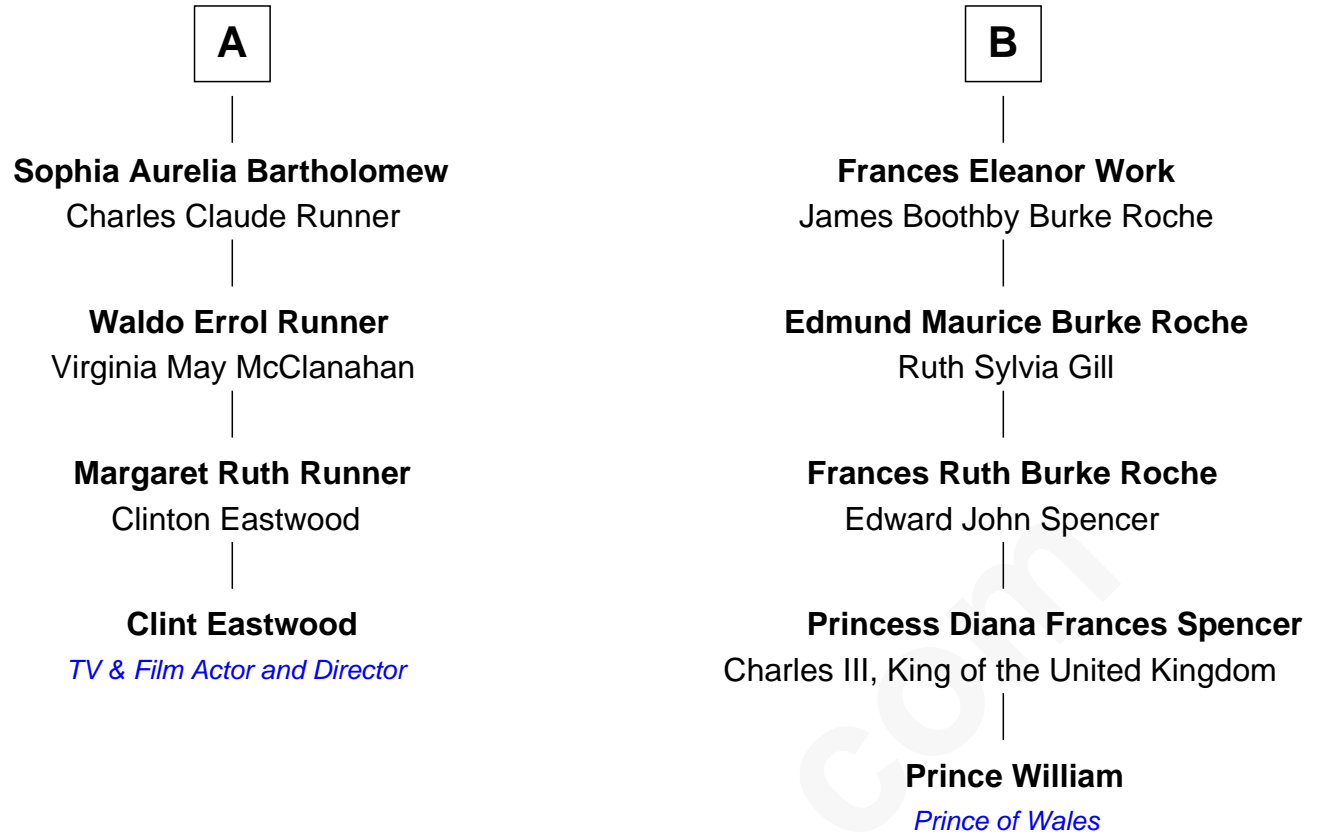 A
Sophia Aurelia Bartholomew
Charles Claude Runner
Waldo Errol Runner
Virginia May McClanahan
Margaret Ruth Runner
Clinton Eastwood
Clint Eastwood
TV & Film Actor and Director
B
Frances Eleanor Work
James Boothby Burke Roche
Edmund Maurice Burke Roche
Ruth Sylvia Gill
Frances Ruth Burke Roche
Edward John Spencer
Princess Diana Frances Spencer
Charles III, King of the United Kingdom
Prince William
Prince of Wales
com